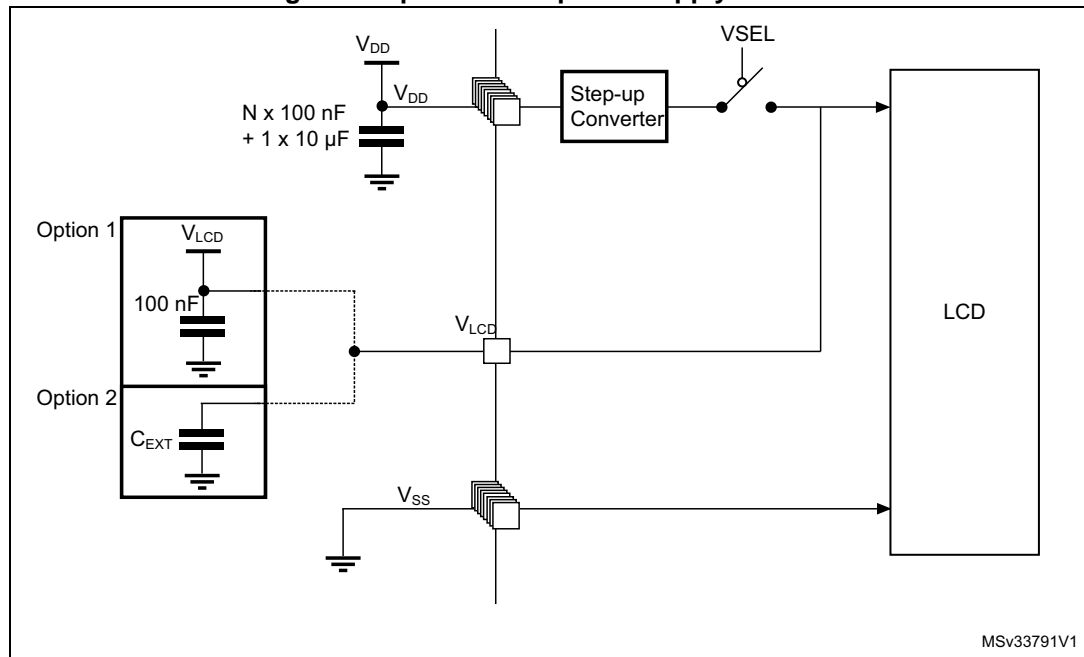 VSEL
VDD
VDD
N x 100 nF
+ 1 x 10 µF
Step-up
Converter
Option 1
VLCD
100 nF
VLCD
LCD
Option 2
CEXT
VSS
MSv33791V1